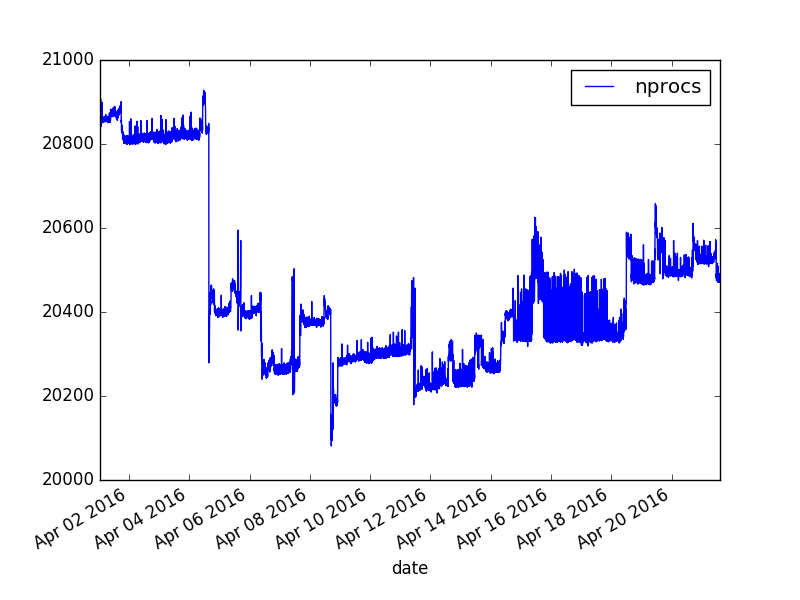 21000
20800
20600
20400
20200
20000
nprocs
Apr 02 2016
Apr 04 2016
Apr 06 2016
Apr 08 2016
Apr 10 2016
Apr 12 2016
Apr 14 2016
Apr 16 2016
Apr 18 2016
Apr 20 2016
date